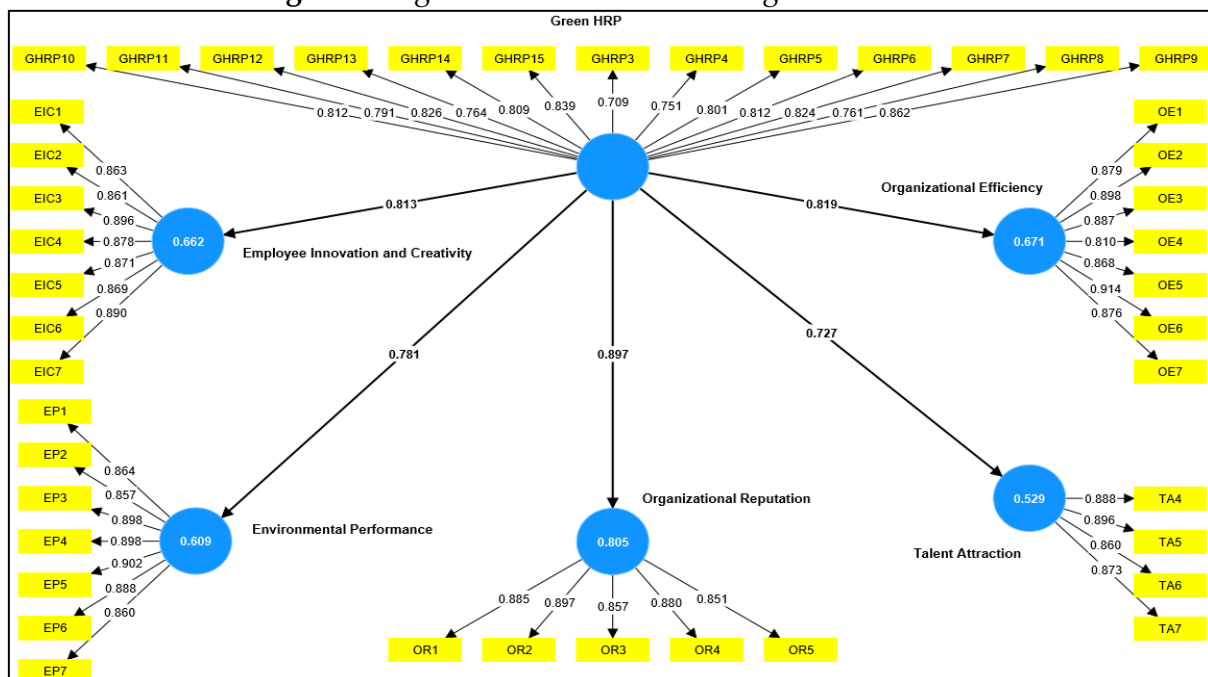 Green HRP
GHRP10 GHRP11 GHRP12 GHRP13 GHRP14 GHRP15 GHRP3 GHRP4 GHRP5 GHRP6 GHRP7 GHRP8 GHRP9
0.812 0.791 0.826 0.764 0.809 0.839 0.709 0.751 0.801 0.812 0.824 0.761 0.862
EIC1
EIC2
EIC3
EIC4
EIC5
EIC6
EIC7
0.863
0.861
0.896
0.878
0.871
0.869
0.890
0.662
Employee Innovation and Creativity
0.813
0.819
Organizational Efficiency
0.671
0.879
0.898
0.887
0.810
0.868
0.914
0.876
OE1
OE2
OE3
OE4
OE5
OE6
OE7
0.781
0.897
0.727
EP1
EP2
EP3
EP4
EP5
EP6
EP7
0.864
0.857
0.898
0.898
0.902
0.888
0.860
0.609
Environmental Performance
Organizational Reputation
0.805
0.885 0.897 0.857 0.880 0.851
OR1 OR2 OR3 OR4 OR5
0.529
Talent Attraction
0.888
0.896
0.860
0.873
TA4
TA5
TA6
TA7